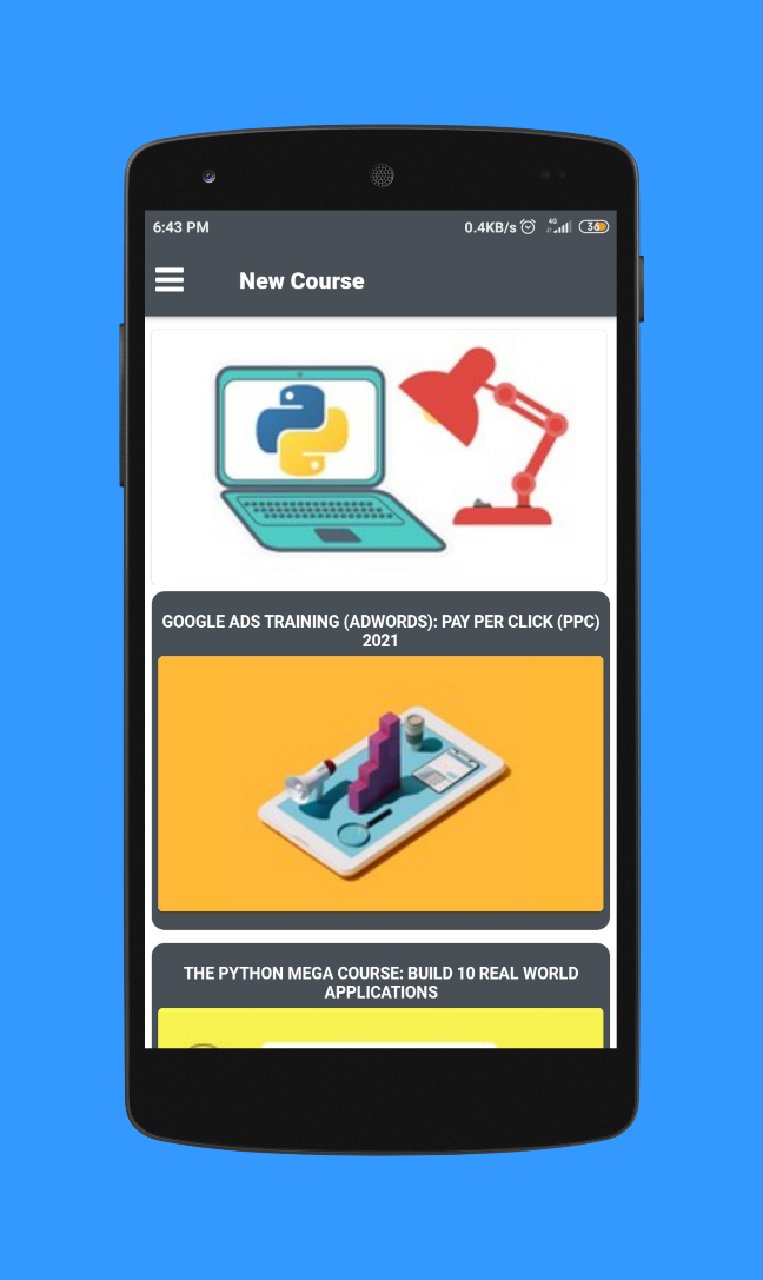 6:43 PM 0.4KB/s 4G 36
New Course
GOOGLE ADS TRAINING (ADWORDS): PAY PER CLICK (PPC)
2021
THE PYTHON MEGA COURSE: BUILD 10 REAL WORLD
APPLICATIONS